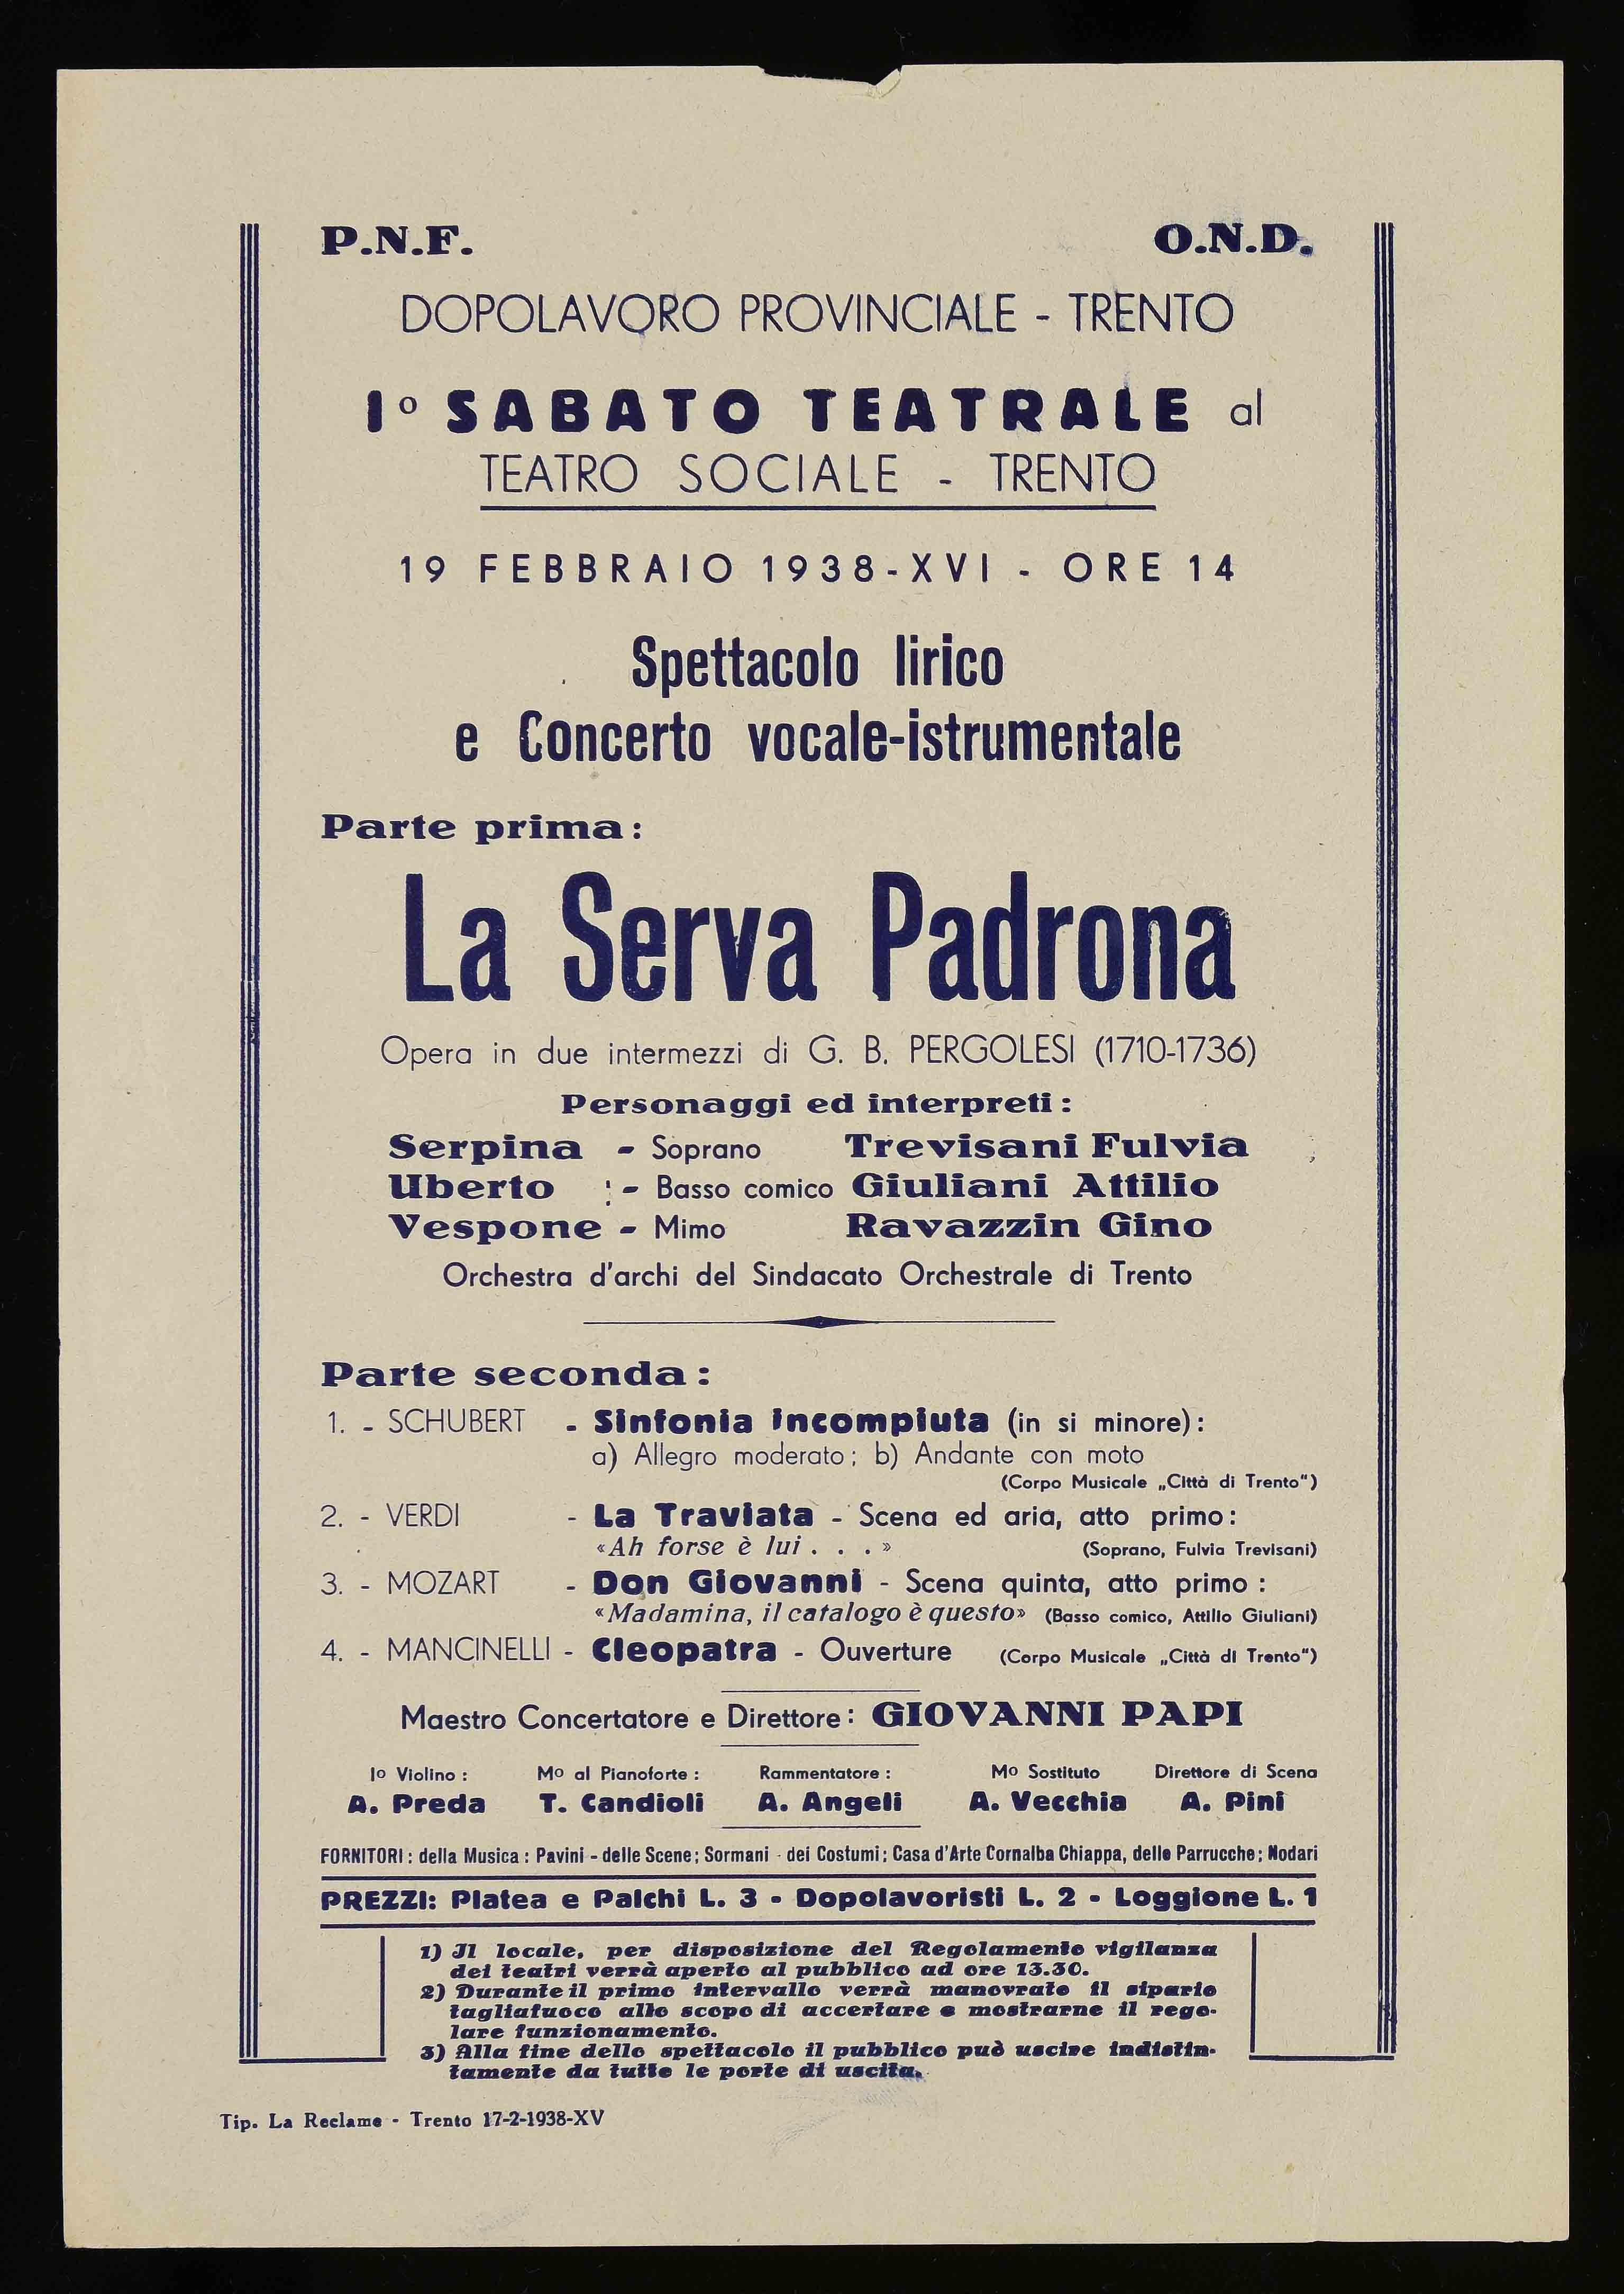 P.N.F. O.N.D.
DOPOLAVORO PROVINCIALE - TRENTO
Iº SABATO TEATRALE al
TEATRO SOCIALE - TRENTO
19 FEBBRAIO 1938-XVI - ORE 14
Spettacolo lirico
e Concerto vocale-istrumentale
Parte prima:
La Serva Padrona
Opera in due intermezzi di G. B. PERGOLESI (1710-1736)
Personaggi ed interpreti:
Serpina - Soprano Trevisani Fulvia
Uberto - Basso comico Giuliani Attilio
Vespone - Mimo Ravazzin Gino
Orchestra d'archi del Sindacato Orchestrale di Trento
Parte seconda:
1. - SCHUBERT - Sinfonia incompiuta (in si minore):
a) Allegro moderato; b) Andante con moto
(Corpo Musicale „Città di Trento“)
2. - VERDI - La Traviata - Scena ed aria, atto primo:
«Ah forse è lui . . . » (Soprano, Fulvia Trevisani)
3. - MOZART - Don Giovanni - Scena quinta, atto primo:
«Madamina, il catalogo è questo» (Basso comico, Attilio Giuliani)
4. - MANCINELLI - Cleopatra - Ouverture (Corpo Musicale „Città di Trento“)
Maestro Concertatore e Direttore: GIOVANNI PAPI
Iº Violino: Mº al Pianoforte: Rammentatore: Mº Sostituto Direttore di Scena
A. Preda T. Candioli A. Angeli A. Vecchia A. Pini
FORNITORI: della Musica: Pavini - delle Scene; Sormani - dei Costumi; Casa d'Arte Cornalba Chiappa, delle Parrucche; Nodari
PREZZI: Platea e Palchi L. 3 - Dopolavoristi L. 2 - Loggione L. 1
1) Il locale, per disposizione del Regolamento vigilanza
dei teatri verrà aperto al pubblico ad ore 13.30.
2) Durante il primo intervallo verrà manovrato il sipario
tagliafuoco allo scopo di accertare e mostrarne il rego-
lare funzionamento.
3) Alla fine dello spettacolo il pubblico può uscire indistin-
tamente da tutte le porte di uscita.
Tip. La Reclame - Trento 17-2-1938-XV